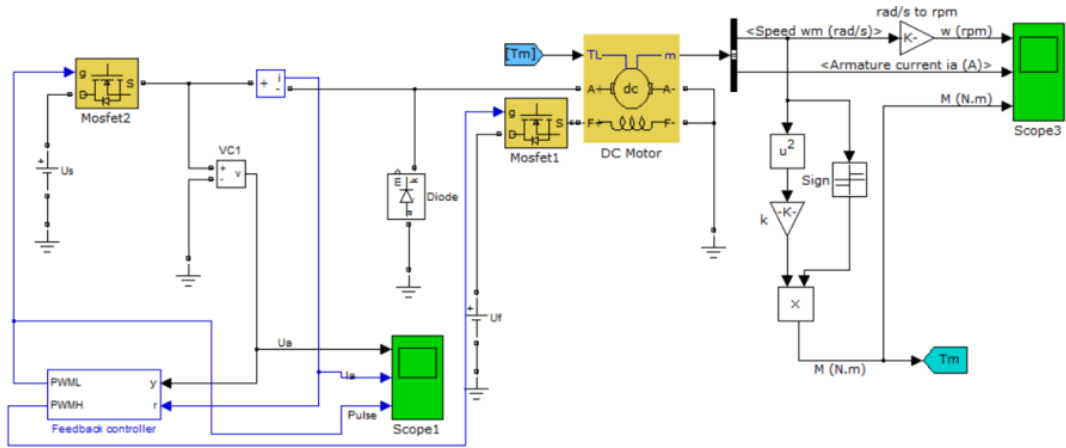 rad/s to rpm
<Speed wm (rad/s)>
-K-
w (rpm)
[Tm]
TL
m
<Armature current ia (A)>
g
D
S
Mosfet2
+
-
i
A+
dc
A-
M (N.m)
Scope3
g
D
S
F+
F-
Mosfet1
DC Motor
+
Us
VC1
+
-
v
u²
Sign
m
k
Diode
a
k
-K-
+
Uf
×
Ua
PWML
y
Ia
Tm
M (N.m)
PWMH
r
Pulse
Feedback controller
Scope1